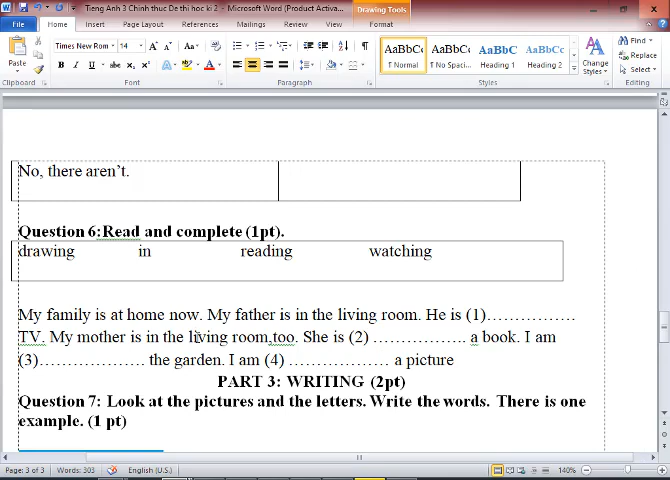 Tieng Anh 3 Chinh thuc De thi hoc ki 2 - Microsoft Word (Product Activa...
Drawing Tools
File Home Insert Page Layout References Mailings Review View Format
Paste
Times New Rom 14 A A Aa
B I U abc x₂ x² A ab A
AaBbCc AaBbCc AaBbC AaBbCc
¶ Normal ¶ No Spaci... Heading 1 Heading 2
Change Styles
Find
Replace
Select
Clipboard Font Paragraph Styles Editing
No, there aren’t.
Question 6:Read and complete (1pt).
drawing in reading watching
My family is at home now. My father is in the living room. He is (1)……………
TV. My mother is in the living room,too. She is (2) …………….. a book. I am
(3)……………… the garden. I am (4) ……………… a picture
PART 3: WRITING (2pt)
Question 7: Look at the pictures and the letters. Write the words. There is one
example. (1 pt)
Page: 3 of 3 Words: 303 English (U.S.) 140%